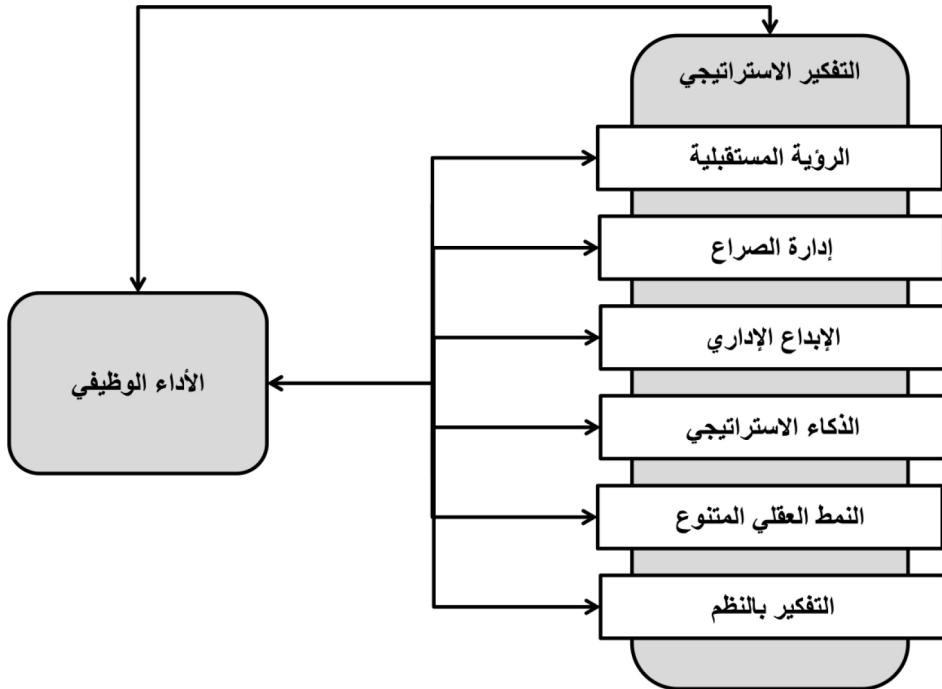 التفكير الاستراتيجي
الرؤية المستقبلية
إدارة الصراع
الإبداع الإداري
الذكاء الاستراتيجي
النمط العقلي المتنوع
التفكير بالنظم
الأداء الوظيفي